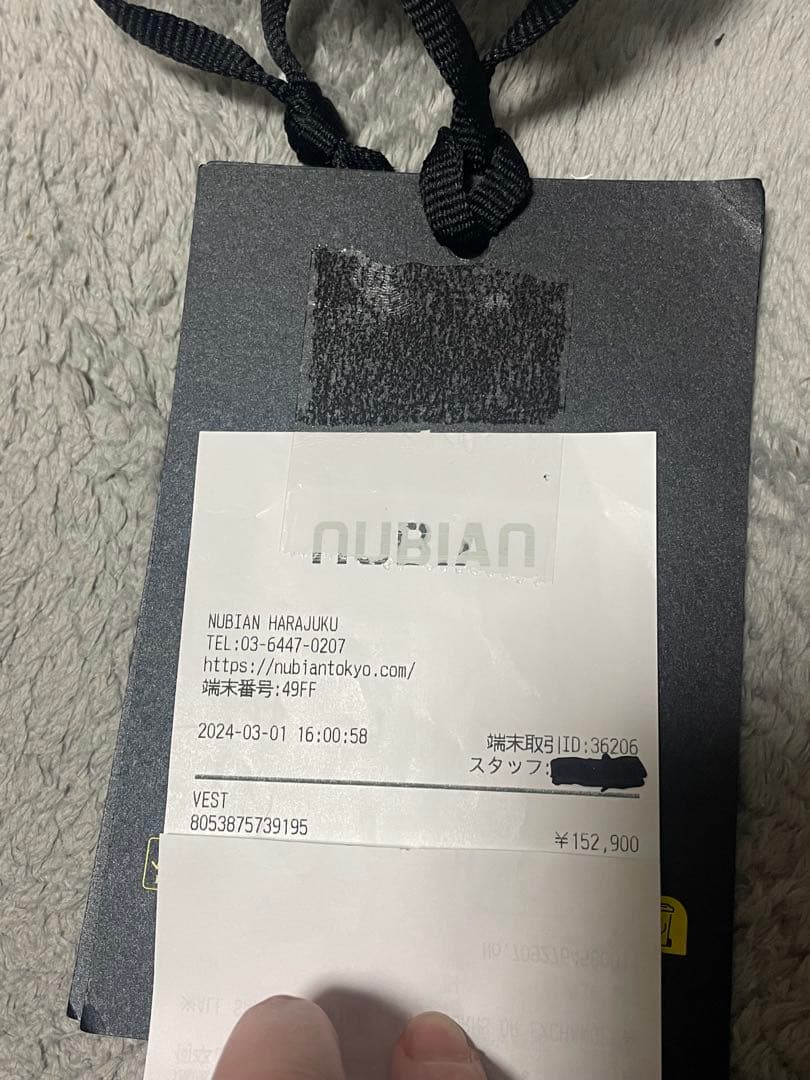 NUBIAN
NUBIAN HARAJUKU
TEL:03-6447-0207
https://nubiantokyo.com/
端末番号:49FF
2024-03-01 16:00:58
端末取引ID:36206
スタッフ:
VEST
8053875739195
¥152,900